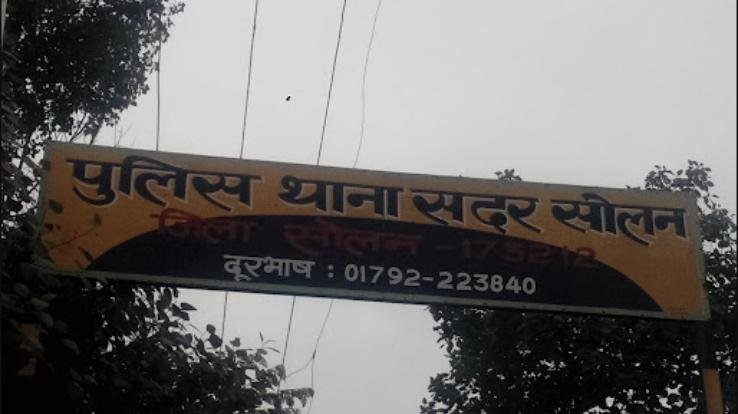 पुलिस थाना सदर सोलन
जिला सोलन - 173212
दूरभाष : 01792-223840